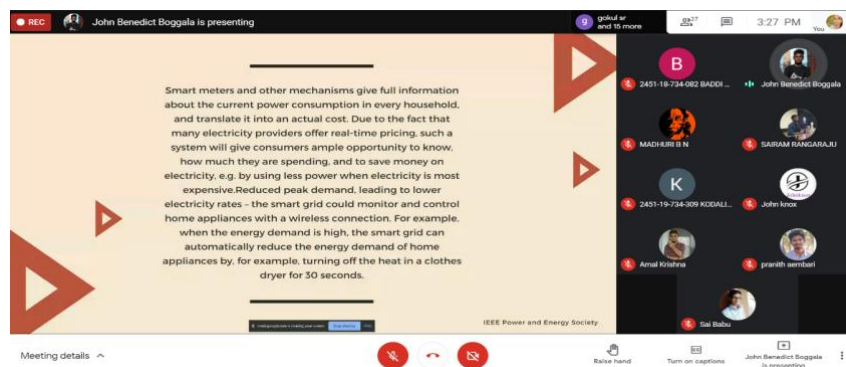 REC
John Benedict Boggala is presenting
g
gokul sr
and 15 more
27
3:27 PM
You
Smart meters and other mechanisms give full information
about the current power consumption in every household,
and translate it into an actual cost. Due to the fact that
many electricity providers offer real-time pricing, such a
system will give consumers ample opportunity to know,
how much they are spending, and to save money on
electricity, e.g. by using less power when electricity is most
expensive.Reduced peak demand, leading to lower
electricity rates – the smart grid could monitor and control
home appliances with a wireless connection. For example,
when the energy demand is high, the smart grid can
automatically reduce the energy demand of home
appliances by, for example, turning off the heat in a clothes
dryer for 30 seconds.
IEEE Power and Energy Society
B
2451-18-734-082 BADDI ...
John Benedict Boggala
MADHURI B N
SAIRAM RANGARAJU
K
2451-19-734-309 KODALI...
John knox
Amal Krishna
pranith aembari
Sai Babu
Meeting details
Raise hand
Turn on captions
John Benedict Boggala
is presenting